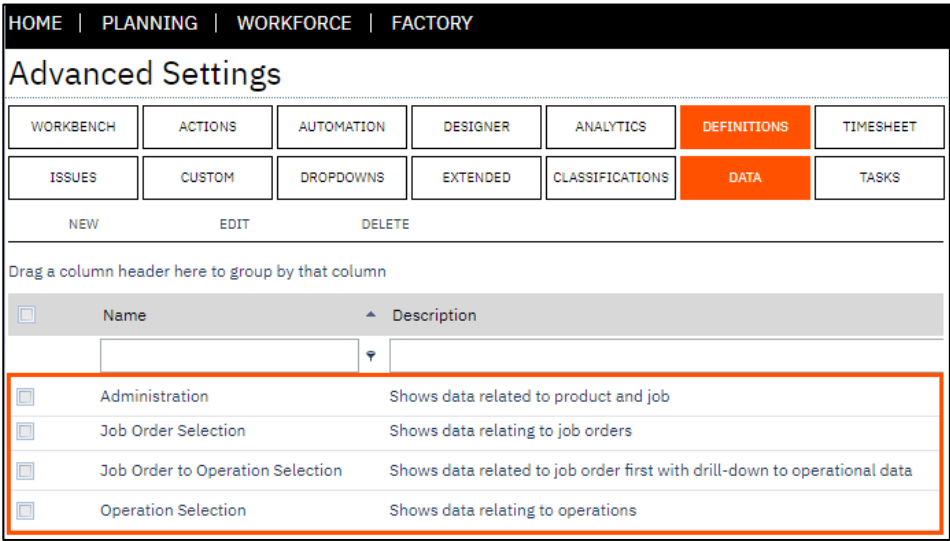 HOME | PLANNING | WORKFORCE | FACTORY
Advanced Settings
WORKBENCH ACTIONS AUTOMATION DESIGNER ANALYTICS DEFINITIONS TIMESHEET
ISSUES CUSTOM DROPDOWNS EXTENDED CLASSIFICATIONS DATA TASKS
NEW EDIT DELETE
Drag a column header here to group by that column
Name Description
Administration Shows data related to product and job
Job Order Selection Shows data relating to job orders
Job Order to Operation Selection Shows data related to job order first with drill-down to operational data
Operation Selection Shows data relating to operations